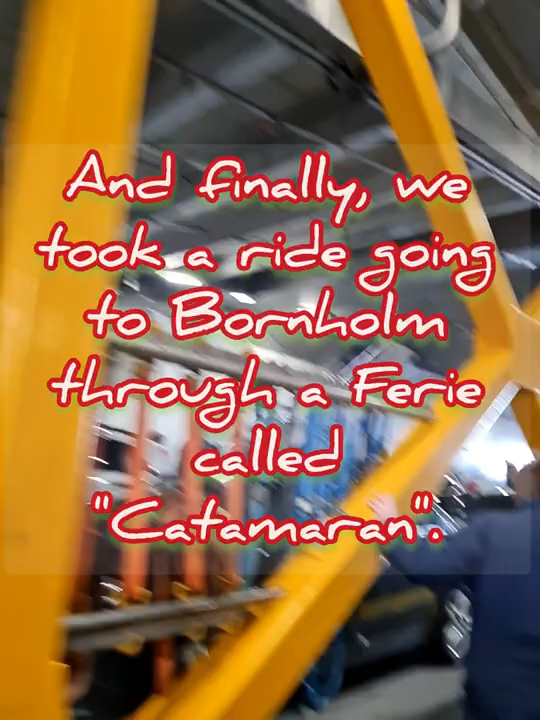 And finally, we
took a ride going
to Bornholm
through a Ferie
called
"Catamaran".